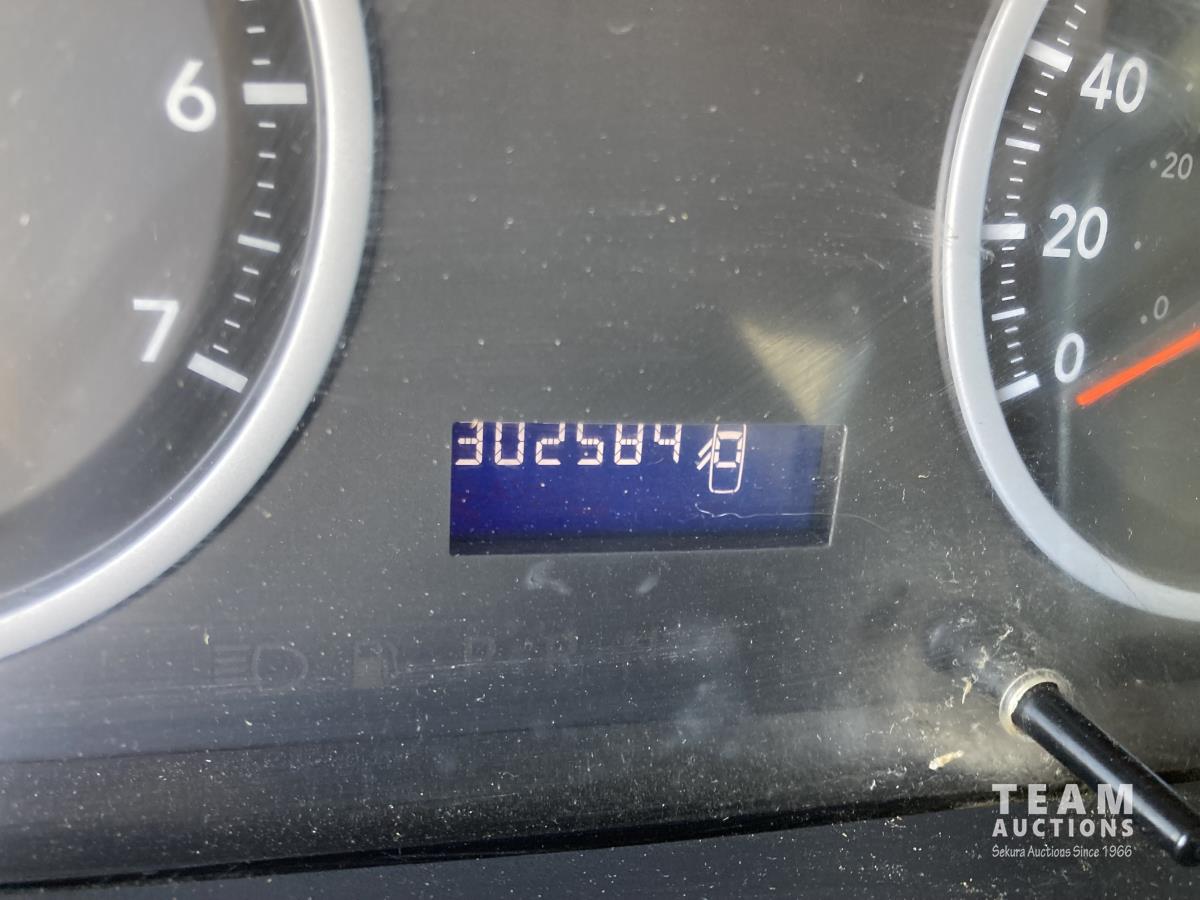 6
7
40
20
20
0
0
302584
P R N
TEAM
AUCTIONS
Sekura Auctions Since 1966